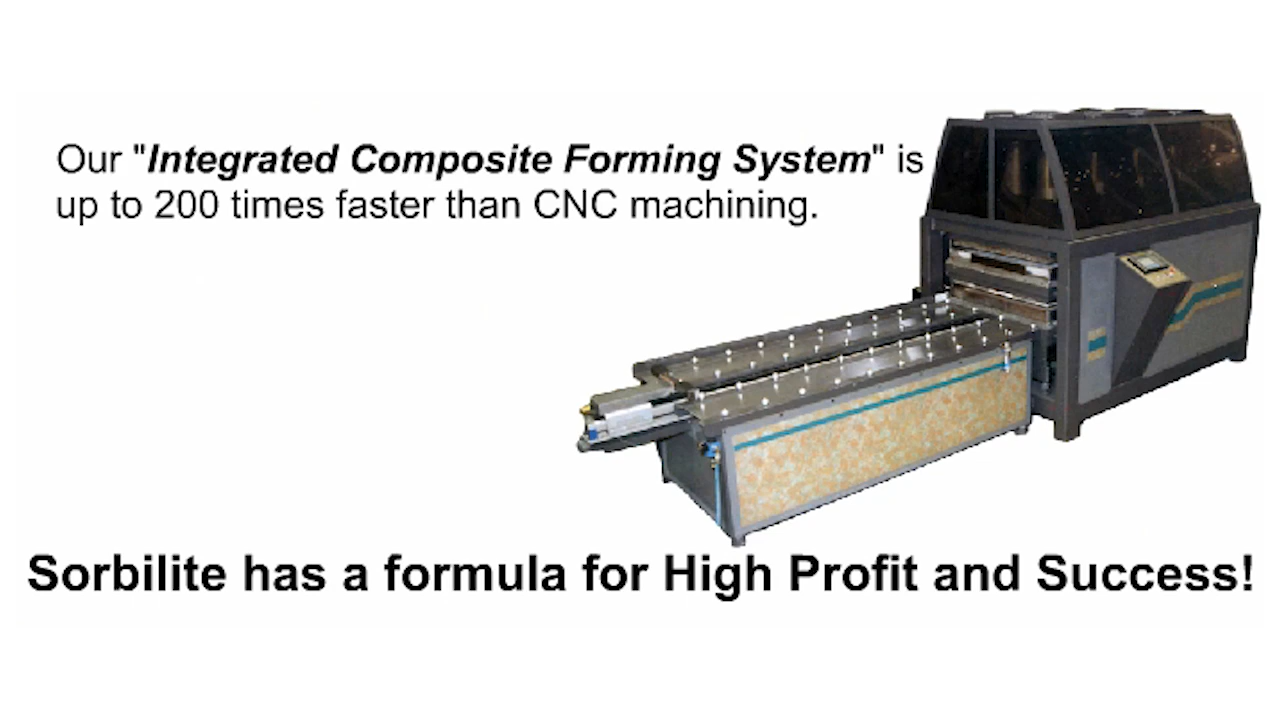 Our "Integrated Composite Forming System" is
up to 200 times faster than CNC machining.
Sorbilite has a formula for High Profit and Success!